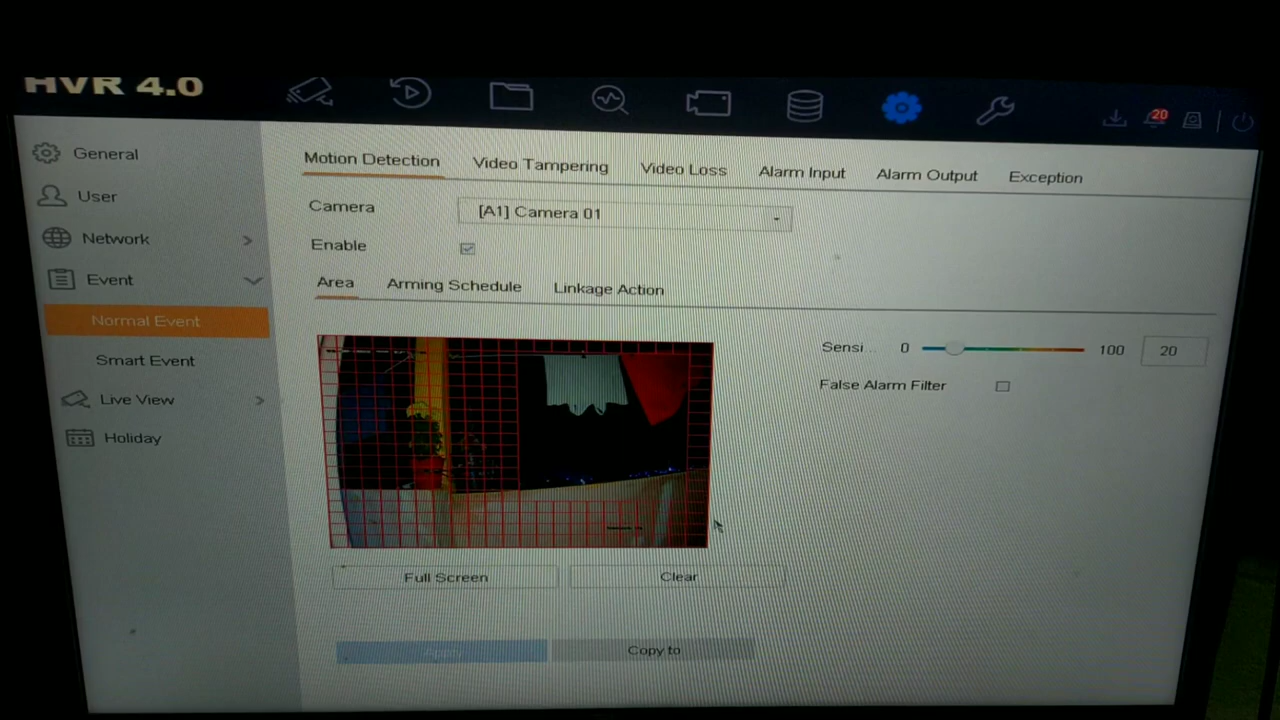 HVR 4.0
20
General
User
Network
Event
Normal Event
Smart Event
Live View
Holiday
Motion Detection Video Tampering Video Loss Alarm Input Alarm Output Exception
Camera [A1] Camera 01
Enable
Area Arming Schedule Linkage Action
Sensi... 0 100 20
False Alarm Filter
Full Screen Clear
Apply Copy to